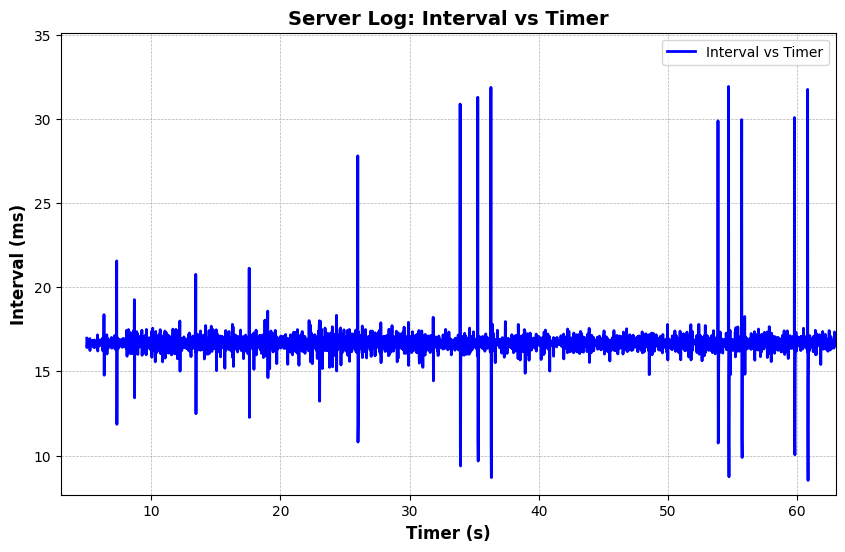 Server Log: Interval vs Timer
Interval vs Timer
Interval (ms)
35
30
25
20
15
10
10 20 30 40 50 60
Timer (s)